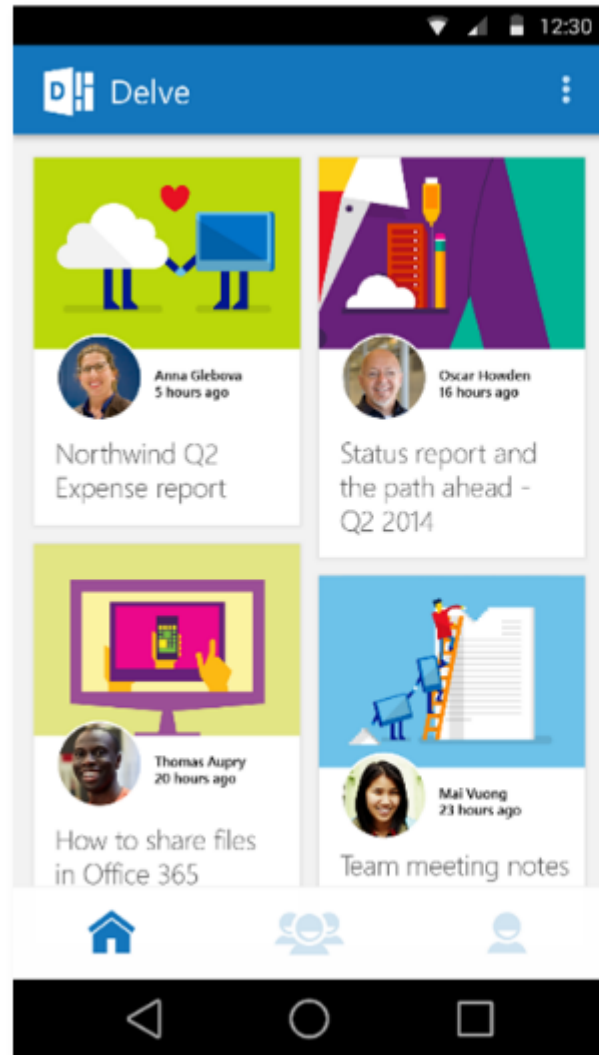 12:30
D Delve
Anna Glebova
5 hours ago
Northwind Q2
Expense report
Oscar Howden
16 hours ago
Status report and
the path ahead -
Q2 2014
Thomas Aupry
20 hours ago
How to share files
in Office 365
Mai Vuong
23 hours ago
Team meeting notes